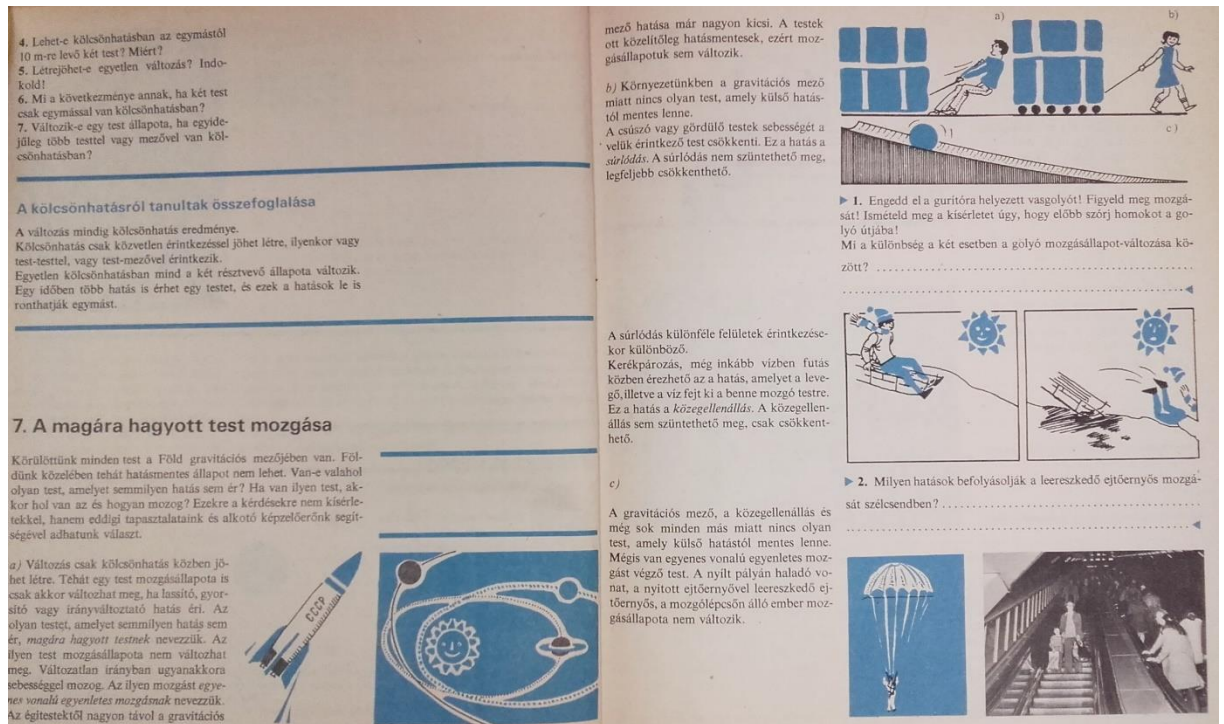 4. Lehet-e kölcsönhatásban az egymástól
10 m-re levő két test? Miért?
5. Létrejöhet-e egyetlen változás? Indo-
kold!
6. Mi a következménye annak, ha két test
csak egymással van kölcsönhatásban?
7. Változik-e egy test állapota, ha egyide-
jűleg több testtel vagy mezővel van köl-
csönhatásban?
A kölcsönhatásról tanultak összefoglalása
A változás mindig kölcsönhatás eredménye.
Kölcsönhatás csak közvetlen érintkezéssel jöhet létre, ilyenkor vagy
test-testtel, vagy test-mezővel érintkezik.
Egyetlen kölcsönhatásban mind a két résztvevő állapota változik.
Egy időben több hatás is érhet egy testet, és ezek a hatások le is
ronthatják egymást.
7. A magára hagyott test mozgása
Körülöttünk minden test a Föld gravitációs mezőjében van. Föl-
dünk közelében tehát hatásmentes állapot nem lehet. Van-e valahol
olyan test, amelyet semmilyen hatás sem ér? Ha van ilyen test, ak-
kor hol van az és hogyan mozog? Ezekre a kérdésekre nem kísérle-
tekkel, hanem eddigi tapasztalataink és alkotó képzelőerőnk segít-
ségével adhatunk választ.
a) Változás csak kölcsönhatás közben jö-
het létre. Tehát egy test mozgásállapota is
csak akkor változhat meg, ha lassító, gyor-
sító vagy irányváltoztató hatás éri. Az
olyan testet, amelyet semmilyen hatás sem
ér, magára hagyott testnek nevezzük. Az
ilyen test mozgásállapota nem változhat
meg. Változatlan irányban ugyanakkora
sebességgel mozog. Az ilyen mozgást egye-
nes vonalú egyenletes mozgásnak nevezzük.
Az égitestektől nagyon távol a gravitációs
CCCP
mező hatása már nagyon kicsi. A testek
ott közelítőleg hatásmentesek, ezért moz-
gásállapotuk sem változik.
b) Környezetünkben a gravitációs mező
miatt nincs olyan test, amely külső hatás-
tól mentes lenne.
A csúszó vagy gördülő testek sebességét a
velük érintkező test csökkenti. Ez a hatás a
súrlódás. A súrlódás nem szüntethető meg,
legfeljebb csökkenthető.
A súrlódás különféle felületek érintkezése-
kor különböző.
Kerékpározás, még inkább vízben futás
közben érezhető az a hatás, amelyet a leve-
gő, illetve a víz fejt ki a benne mozgó testre.
Ez a hatás a közegellenállás. A közegellen-
állás sem szüntethető meg, csak csökkent-
hető.
c)
A gravitációs mező, a közegellenállás és
még sok minden más miatt nincs olyan
test, amely külső hatástól mentes lenne.
Mégis van egyenes vonalú egyenletes moz-
gást végző test. A nyílt pályán haladó vo-
nat, a nyitott ejtőernyővel leereszkedő ej-
tőernyős, a mozgólépcsőn álló ember moz-
gásállapota nem változik.
a)
b)
c)
1. Engedd el a gurítóra helyezett vasgolyót! Figyeld meg mozgá-
sát! Ismételd meg a kísérletet úgy, hogy előbb szórj homokot a go-
lyó útjába!
Mi a különbség a két esetben a golyó mozgásállapot-változása kö-
zött?
2. Milyen hatások befolyásolják a leereszkedő ejtőernyős mozgá-
sát szélcsendben?